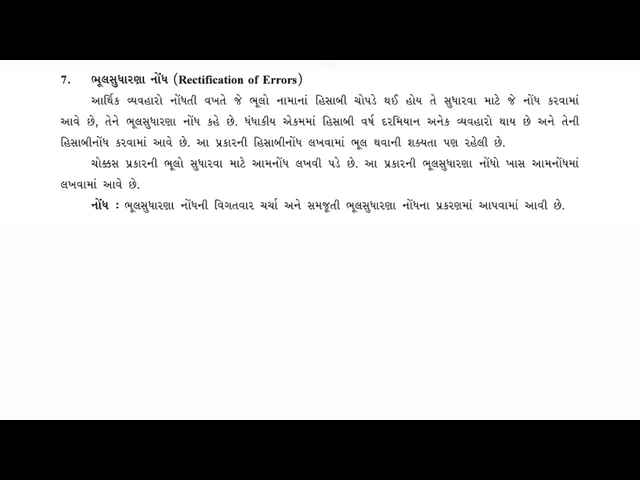 7. ભૂલસુધારણા નોંધ (Rectification of Errors)
આર્થિક વ્યવહારો નોંધતી વખતે જે ભૂલો નામાનાં હિસાબી ચોપડે થઈ હોય તે સુધારવા માટે જે નોંધ કરવામાં
આવે છે, તેને ભૂલસુધારણા નોંધ કહે છે. ધંધાકીય એકમમાં હિસાબી વર્ષ દરમિયાન અનેક વ્યવહારો થાય છે અને તેની
હિસાબીનોંધ કરવામાં આવે છે. આ પ્રકારની હિસાબીનોંધ લખવામાં ભૂલ થવાની શક્યતા પણ રહેલી છે.
ચોક્કસ પ્રકારની ભૂલો સુધારવા માટે આમનોંધ લખવી પડે છે. આ પ્રકારની ભૂલસુધારણા નોંધો ખાસ આમનોંધમાં
લખવામાં આવે છે.
નોંધ : ભૂલસુધારણા નોંધની વિગતવાર ચર્ચા અને સમજૂતી ભૂલસુધારણા નોંધના પ્રકરણમાં આપવામાં આવી છે.